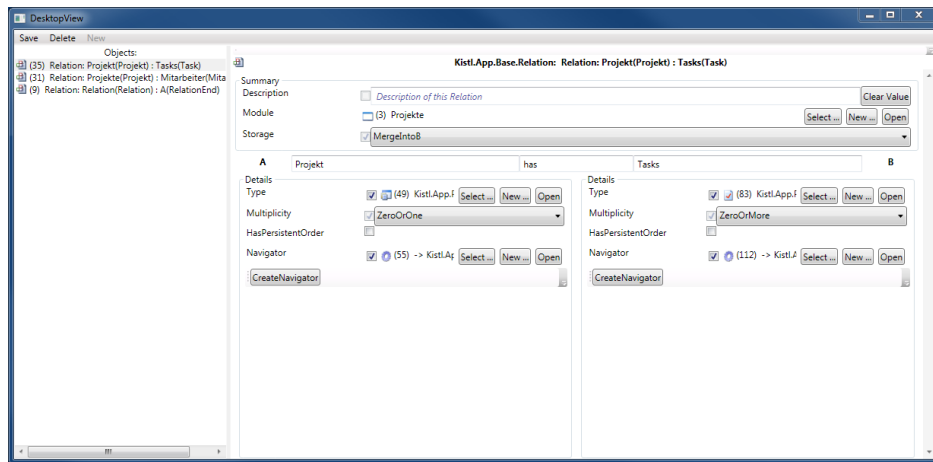 DesktopView
Save Delete New
Objects:
(35) Relation: Projekt(Projekt) : Tasks(Task)
(31) Relation: Projekte(Projekt) : Mitarbeiter(Mita
(9) Relation: Relation(Relation) : A(RelationEnd)
Kistl.App.Base.Relation: Relation: Projekt(Projekt) : Tasks(Task)
Summary
Description Description of this Relation Clear Value
Module (3) Projekte Select ... New ... Open
Storage MergeIntoB
A Projekt has Tasks B
Details Details
Type (49) Kistl.App.F Select ... New ... Open Type (83) Kistl.App.F Select ... New ... Open
Multiplicity ZeroOrOne Multiplicity ZeroOrMore
HasPersistentOrder HasPersistentOrder
Navigator (55) -> Kistl.Ap Select ... New ... Open Navigator (112) -> Kistl.A Select ... New ... Open
CreateNavigator CreateNavigator